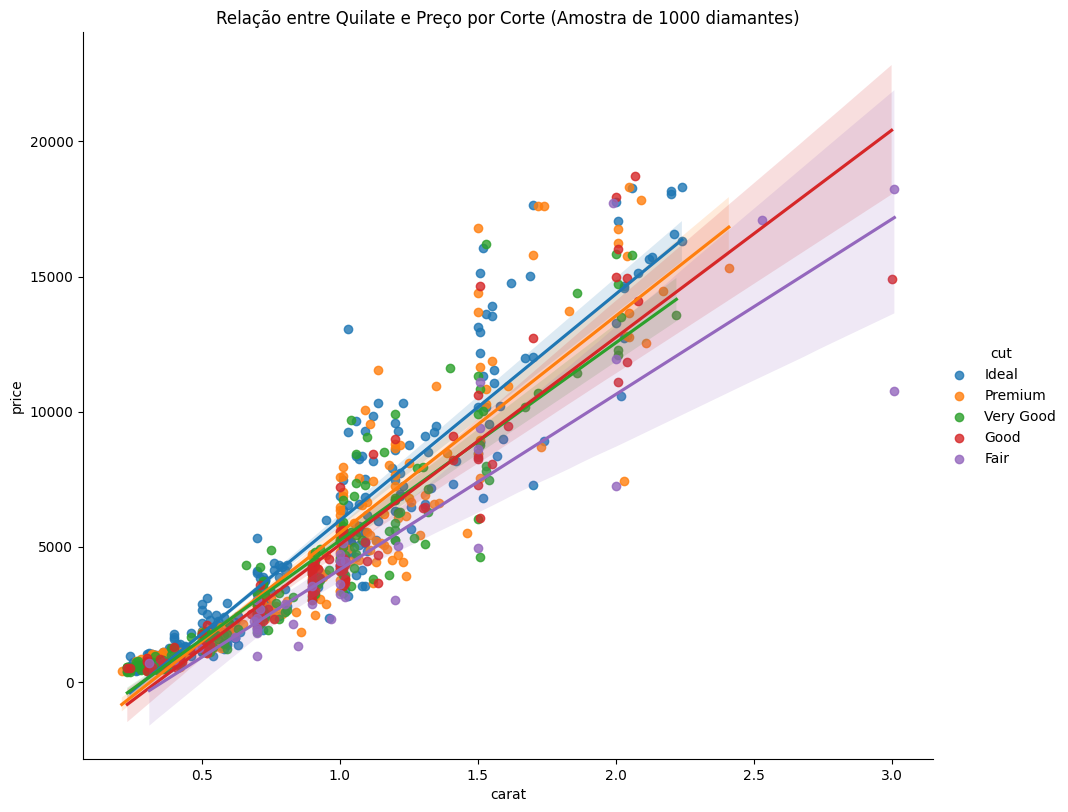 Relação entre Quilate e Preço por Corte (Amostra de 1000 diamantes)
price
20000
15000
10000
5000
0
0.5
1.0
1.5
2.0
2.5
3.0
carat
cut
Ideal
Premium
Very Good
Good
Fair